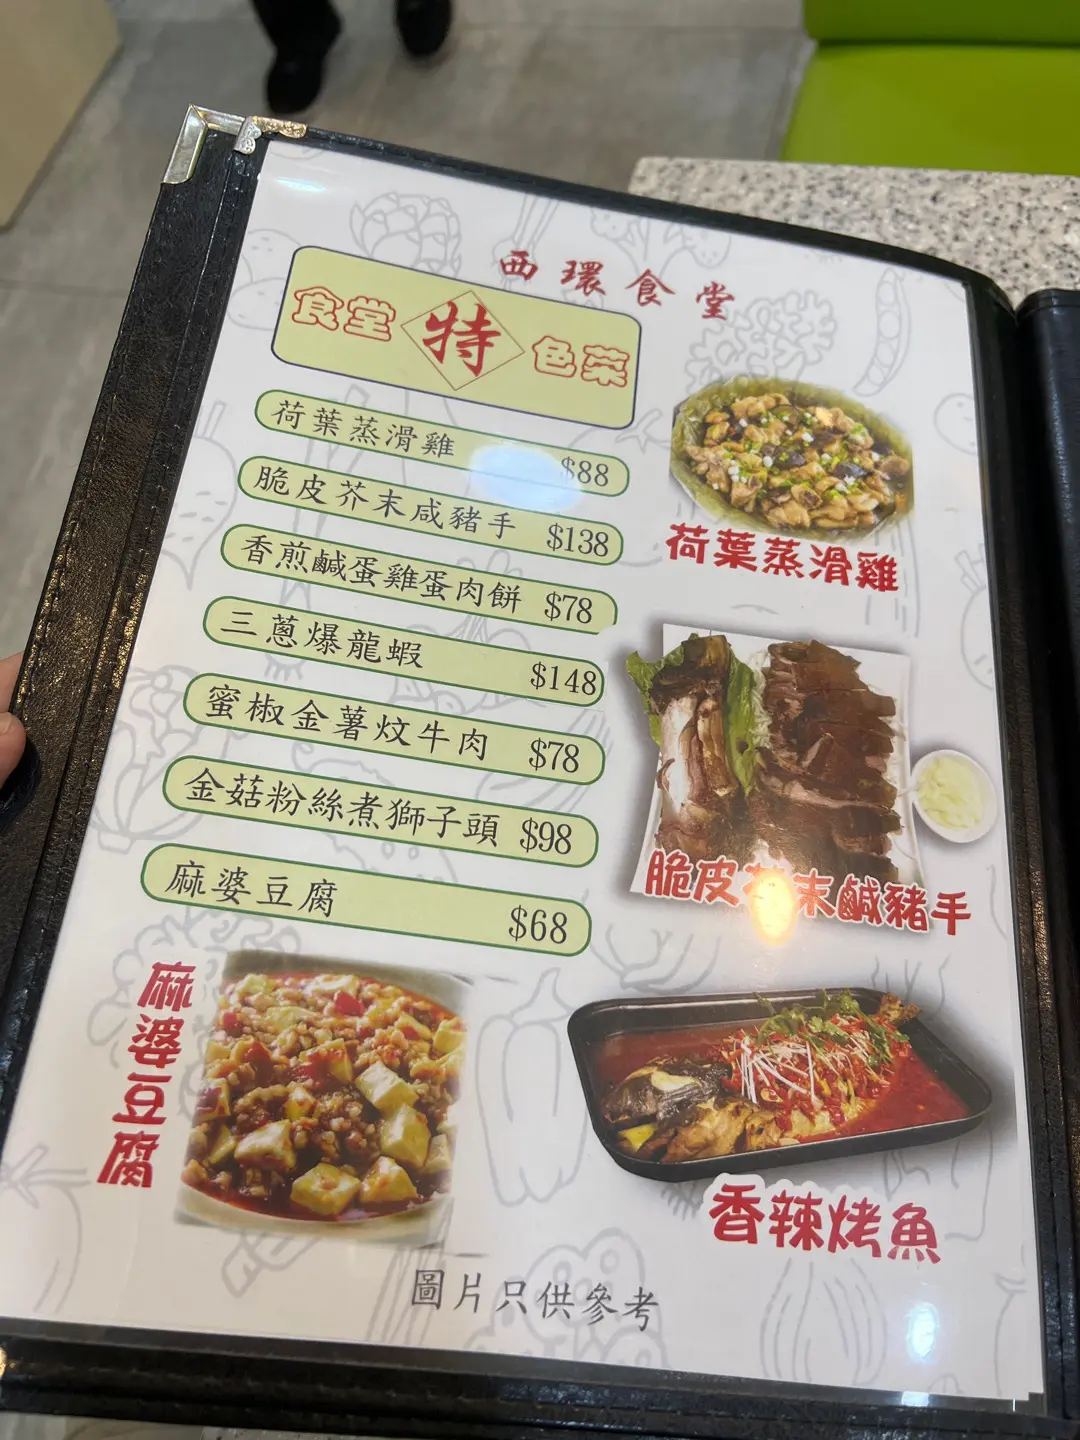 西環食堂
食堂特色菜
荷葉蒸滑雞 $88
脆皮芥末咸豬手 $138
香煎鹹蛋雞蛋肉餅 $78
三蔥爆龍蝦 $148
蜜椒金薯炆牛肉 $78
金菇粉絲煮獅子頭 $98
麻婆豆腐 $68
荷葉蒸滑雞
脆皮芥末鹹豬手
麻婆豆腐
香辣烤魚
圖片只供參考